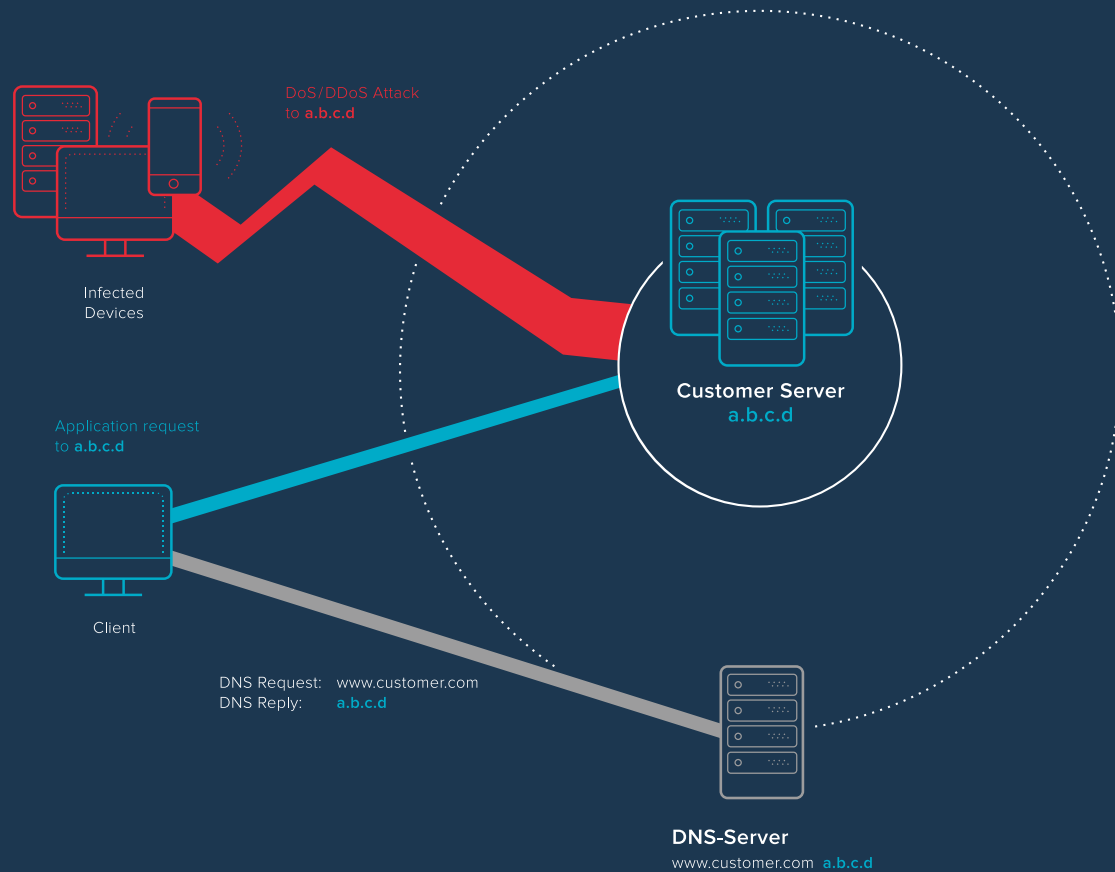 DoS/DDoS Attack
to a.b.c.d
Infected
Devices
Customer Server
a.b.c.d
Application request
to a.b.c.d
Client
DNS Request: www.customer.com
DNS Reply: a.b.c.d
DNS-Server
www.customer.com a.b.c.d